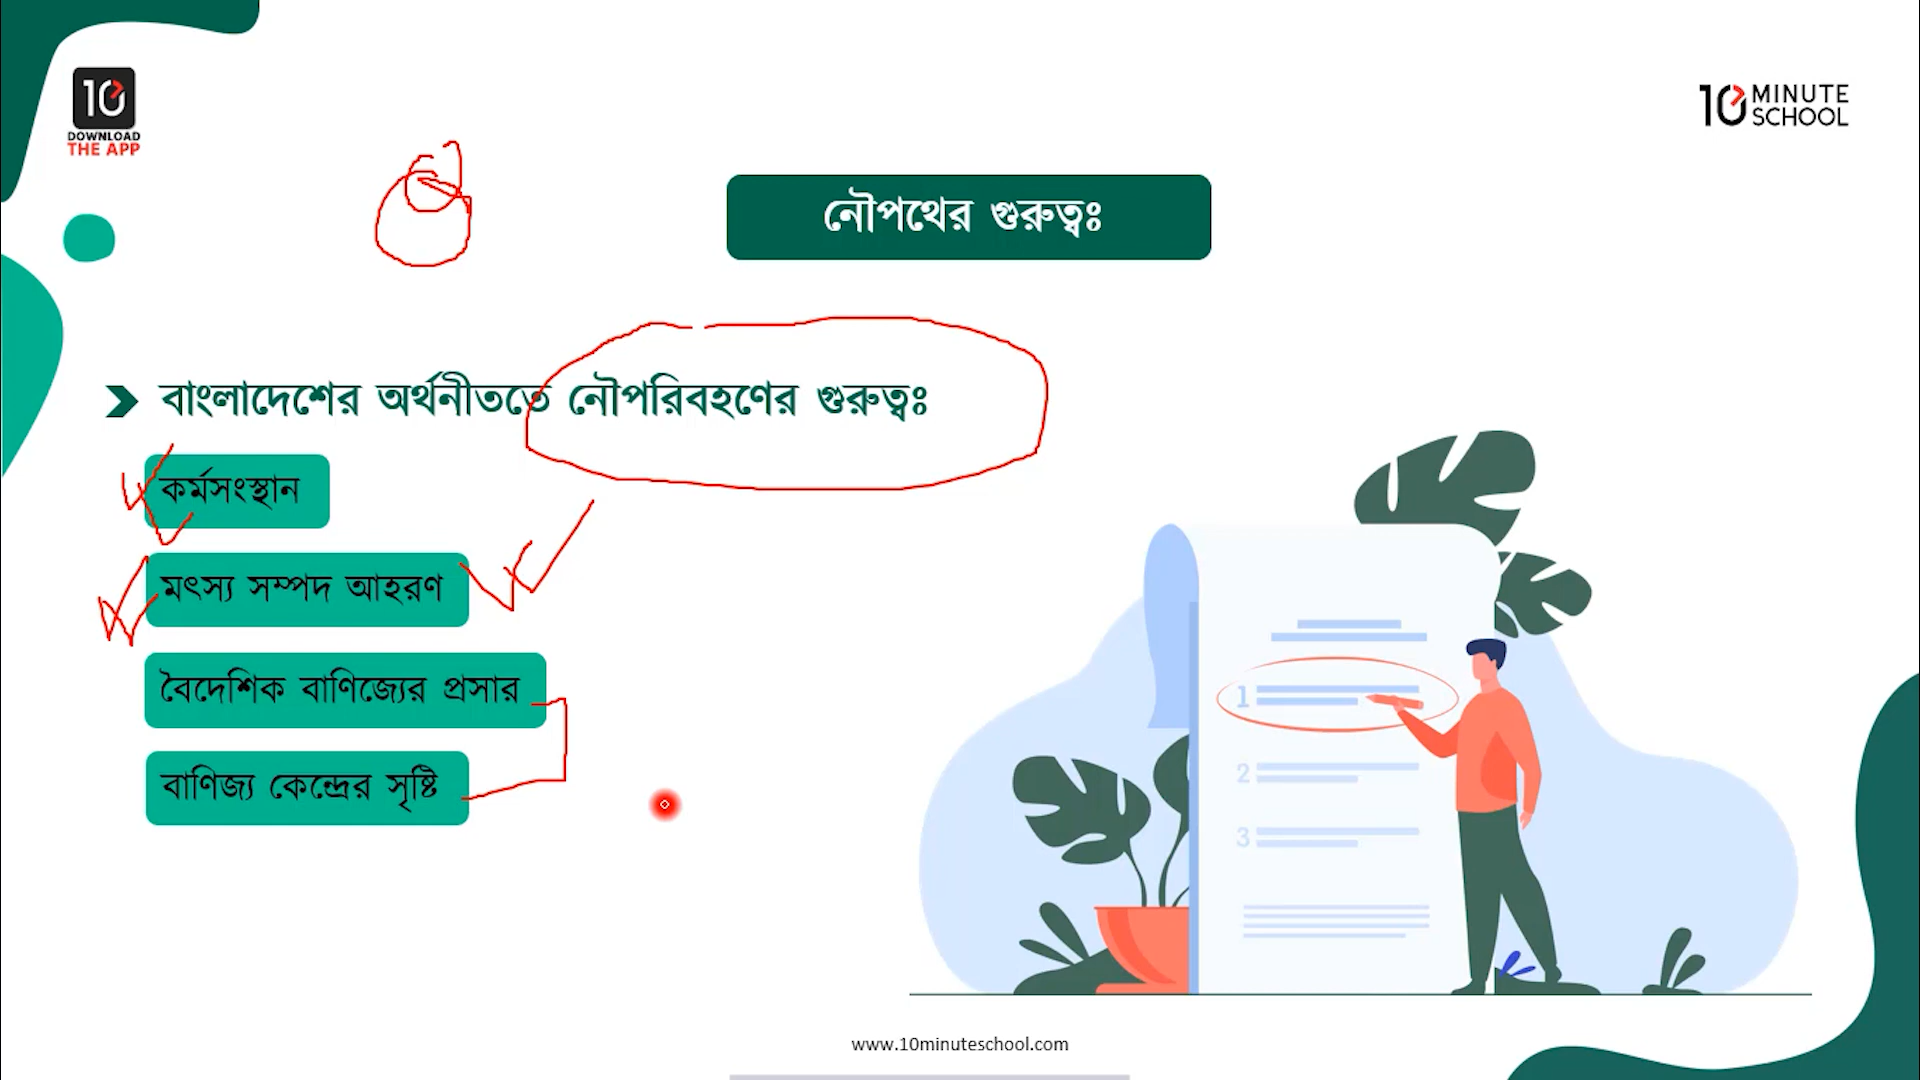 10
DOWNLOAD
THE APP
10 MINUTE
SCHOOL
নৌপথের গুরুত্বঃ
বাংলাদেশের অর্থনীততে নৌপরিবহণের গুরুত্বঃ
কর্মসংস্থান
মৎস্য সম্পদ আহরণ
বৈদেশিক বাণিজ্যের প্রসার
বাণিজ্য কেন্দ্রের সৃষ্টি
1
2
3
www.10minuteschool.com